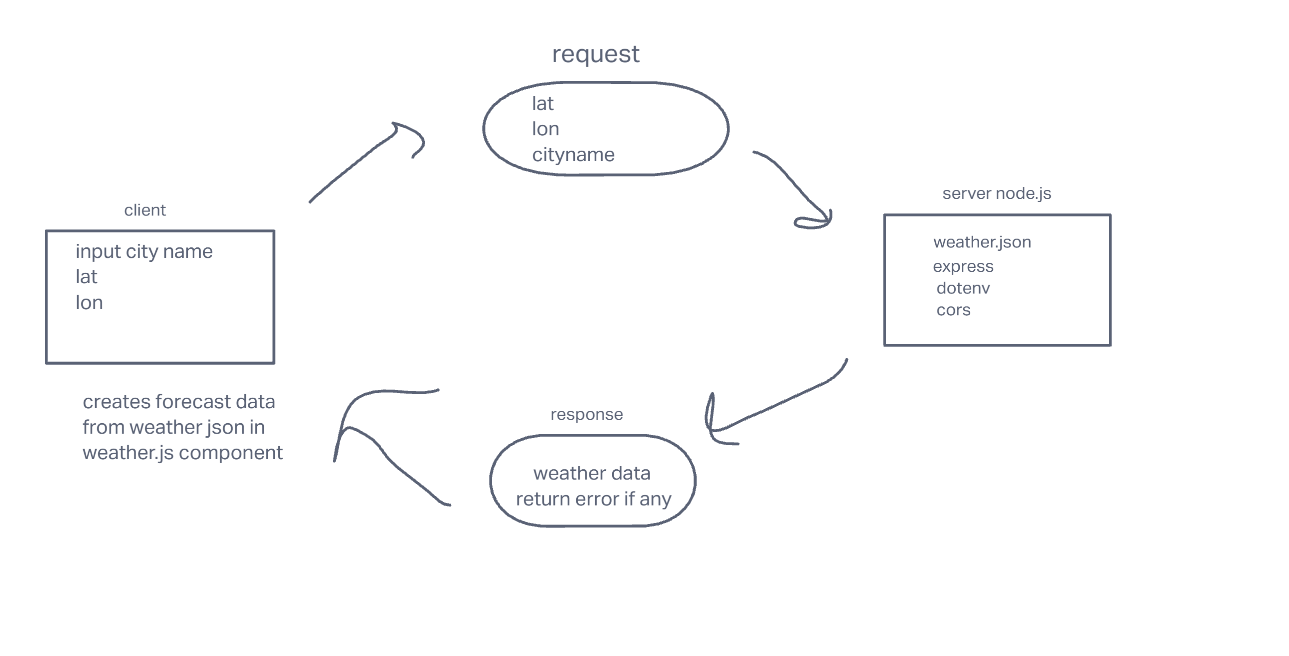 request
lat
lon
cityname
client
input city name
lat
lon
creates forecast data
from weather json in
weather.js component
server node.js
weather.json
express
dotenv
cors
response
weather data
return error if any